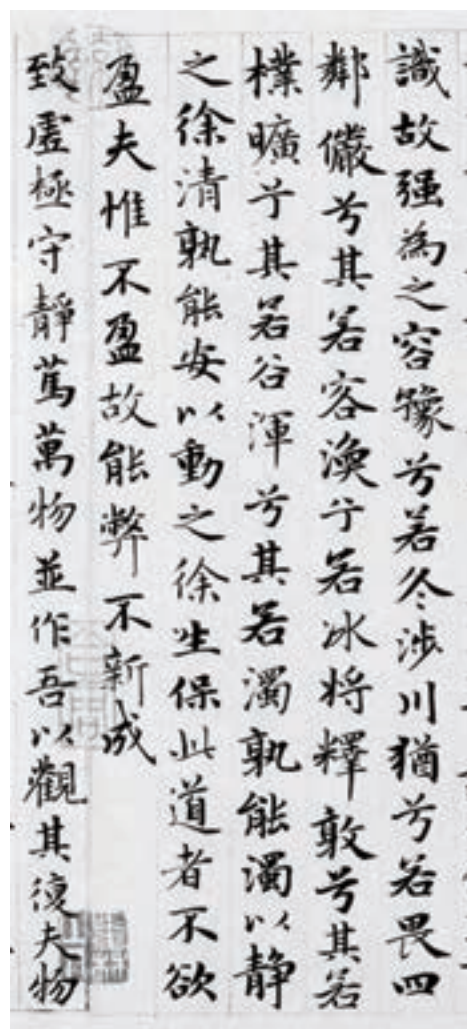 識故强為之容豫兮若冬涉川猶兮若畏四
鄰儼兮其若容渙兮若冰將釋敦兮其若
樸曠兮其若谷渾兮其若濁孰能濁以靜
之徐清孰能安以動之徐生保此道者不欲
盈夫惟不盈故能弊不新成
致虛極守靜萬萬物並作吾以觀其復夫物